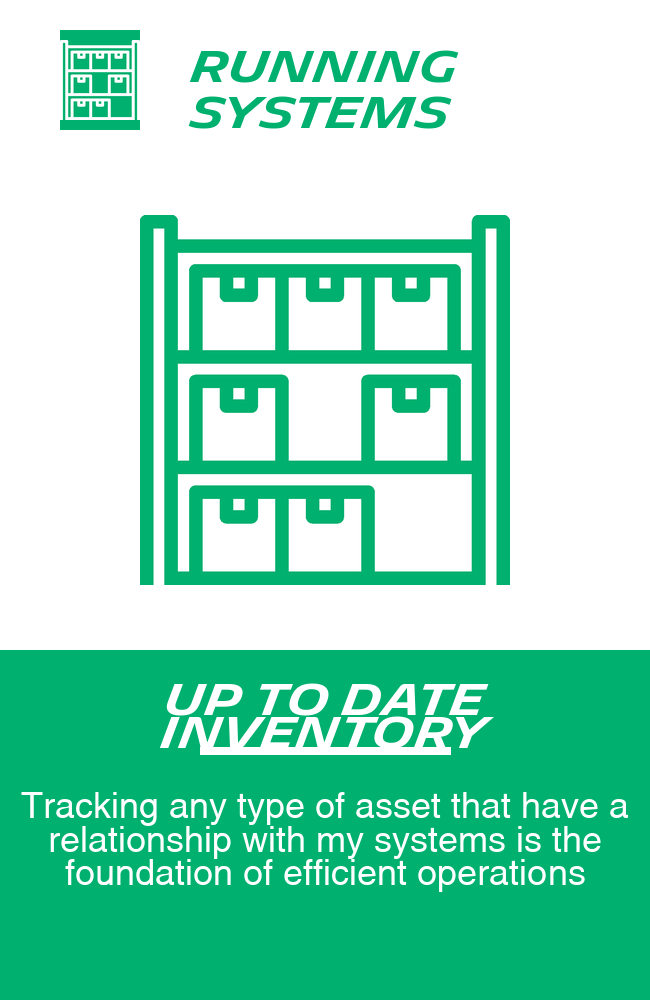 RUNNING
SYSTEMS
UP TO DATE
INVENTORY
Tracking any type of asset that have a
relationship with my systems is the
foundation of efficient operations